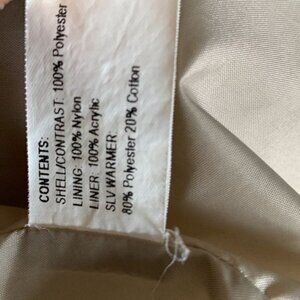 CONTENTS:
SHELL/CONTRAST: 100% Polyester
LINING: 100% Nylon
LINER: 100% Acrylic
SLV WARMER:
80% Polyester 20% Cotton